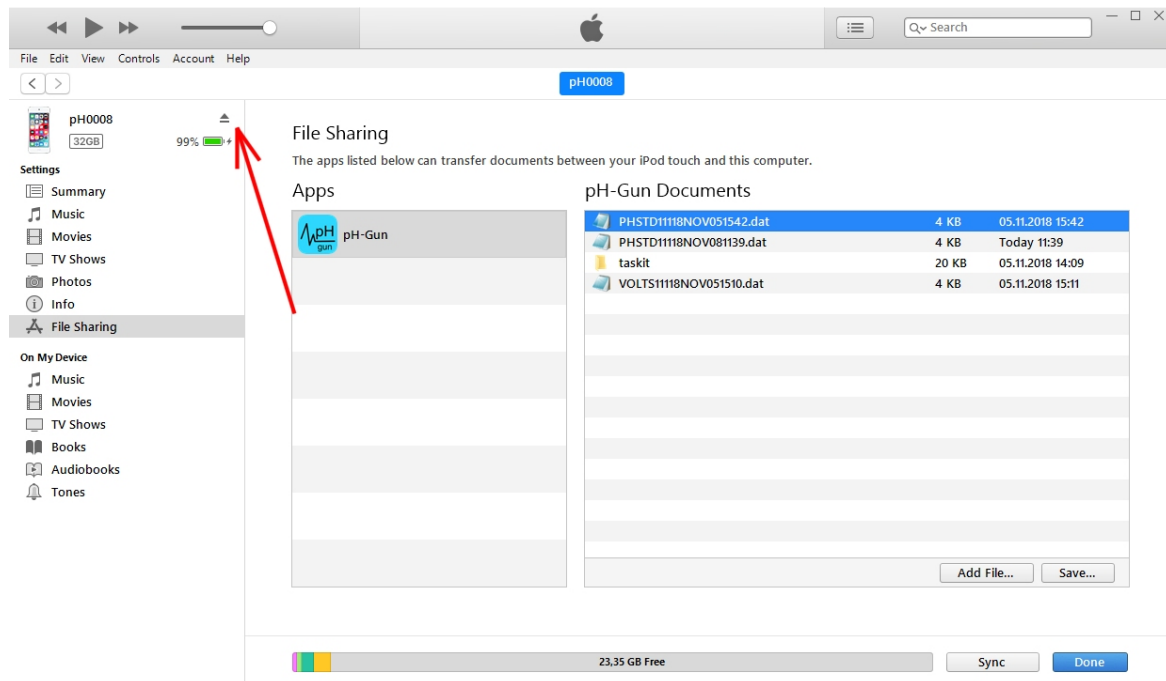 Search
File Edit View Controls Account Help
pH0008
pH0008
32GB 99%
Settings
Summary
Music
Movies
TV Shows
Photos
Info
File Sharing
On My Device
Music
Movies
TV Shows
Books
Audiobooks
Tones
File Sharing
The apps listed below can transfer documents between your iPod touch and this computer.
Apps
pH gun
pH-Gun
pH-Gun Documents
PHSTD11118NOV051542.dat 4 KB 05.11.2018 15:42
PHSTD11118NOV081139.dat 4 KB Today 11:39
taskit 20 KB 05.11.2018 14:09
VOLTS11118NOV051510.dat 4 KB 05.11.2018 15:11
Add File... Save...
23,35 GB Free Sync Done